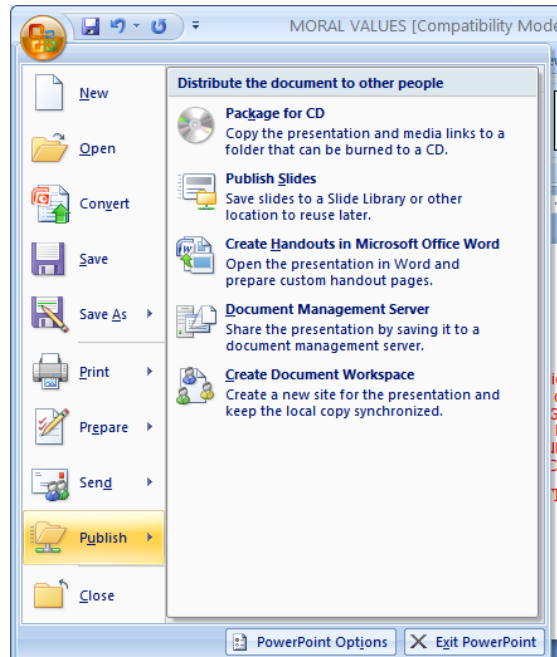 MORAL VALUES [Compatibility Mode
New
Open
Convert
Save
Save As
Print
Prepare
Send
Publish
Close
Distribute the document to other people
Package for CD
Copy the presentation and media links to a
folder that can be burned to a CD.
Publish Slides
Save slides to a Slide Library or other
location to reuse later.
Create Handouts in Microsoft Office Word
Open the presentation in Word and
prepare custom handout pages.
Document Management Server
Share the presentation by saving it to a
document management server.
Create Document Workspace
Create a new site for the presentation and
keep the local copy synchronized.
PowerPoint Options
Exit PowerPoint